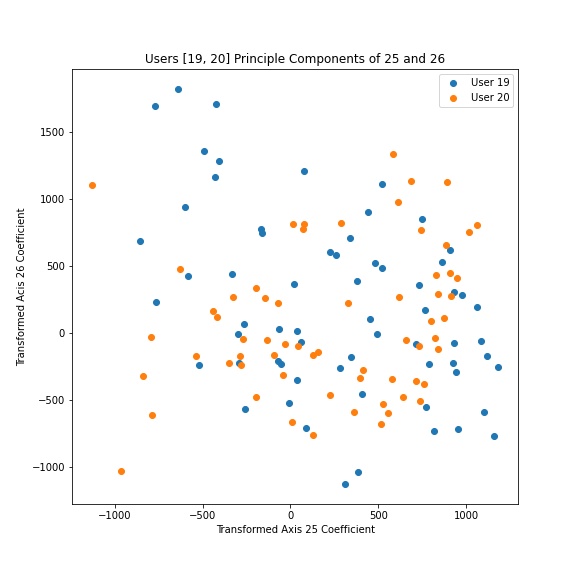 Users [19, 20] Principle Components of 25 and 26
User 19
User 20
Transformed Acis 26 Coefficient
1500
1000
500
0
−500
−1000
−1000
−500
0
500
1000
Transformed Axis 25 Coefficient